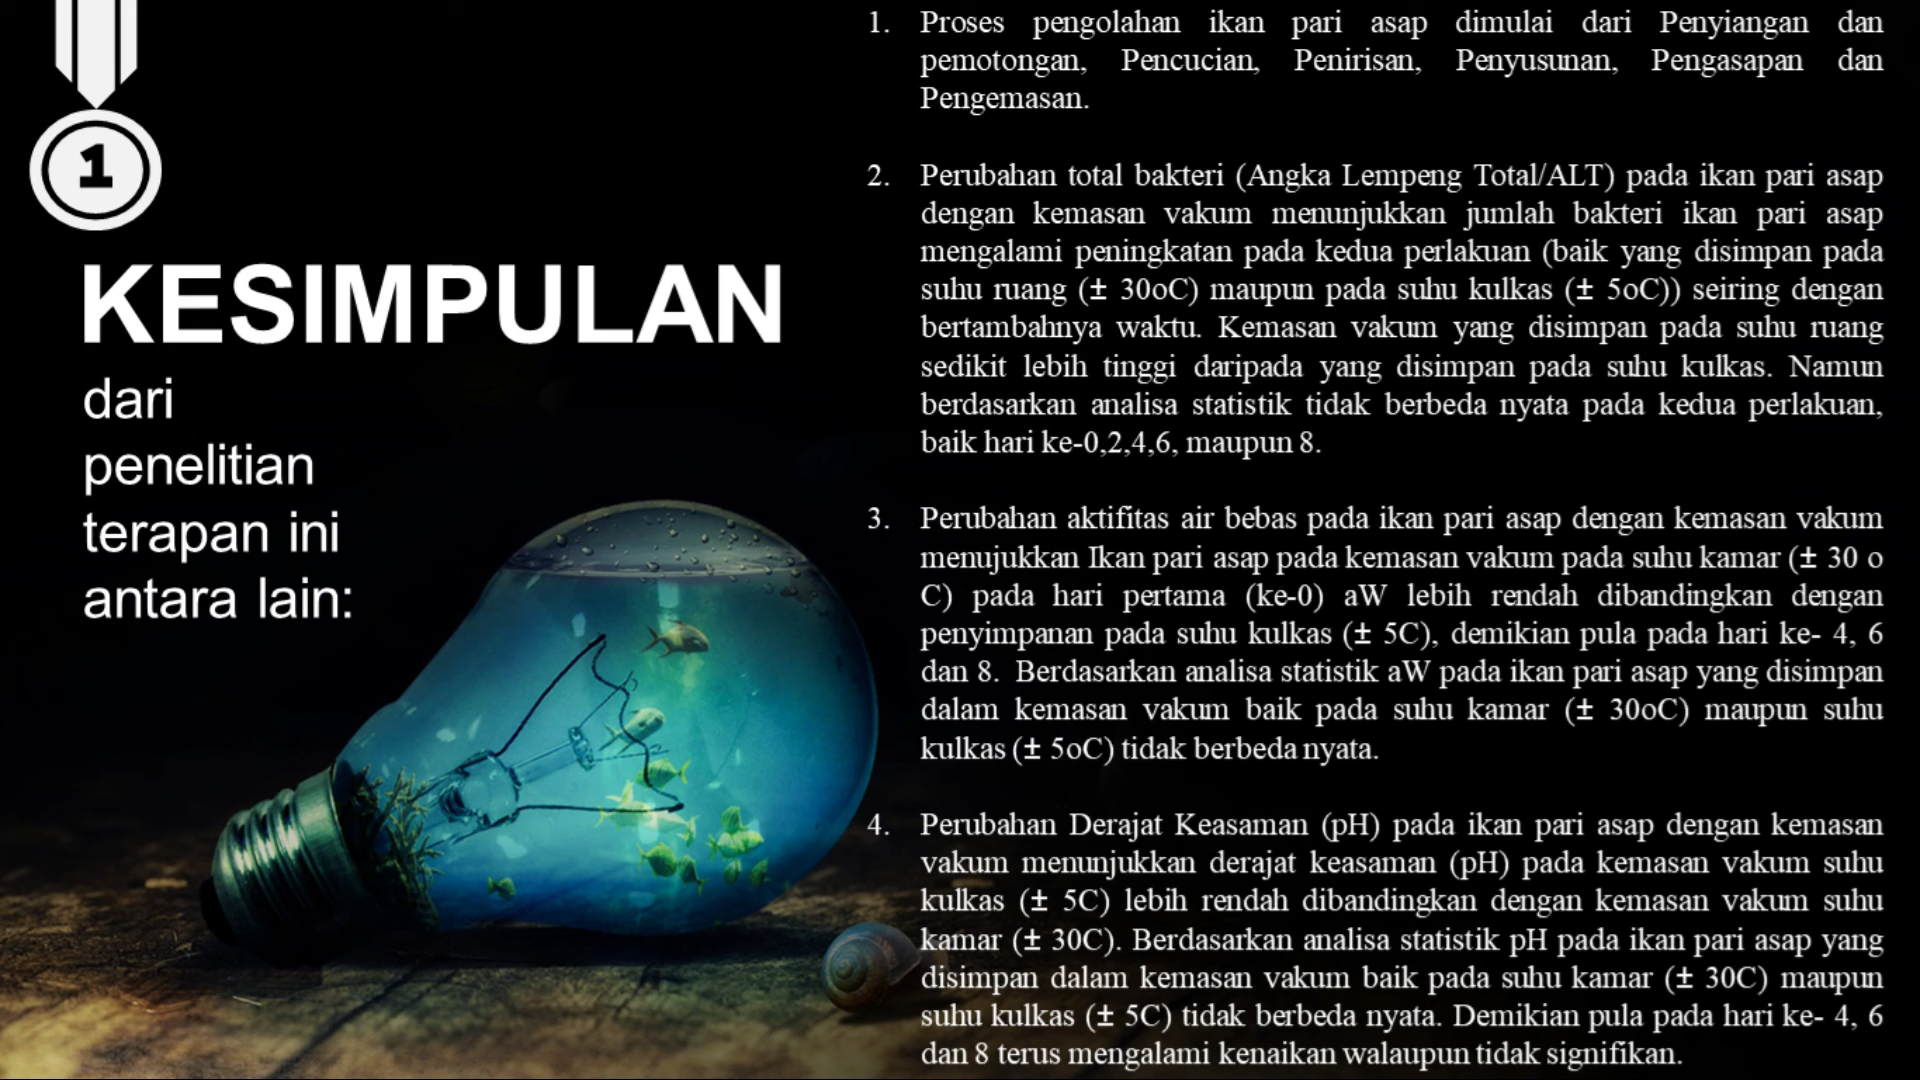 1
KESIMPULAN
dari
penelitian
terapan ini
antara lain:
1. Proses pengolahan ikan pari asap dimulai dari Penyiangan dan
pemotongan, Pencucian, Penirisan, Penyusunan, Pengasapan dan
Pengemasan.
2. Perubahan total bakteri (Angka Lempeng Total/ALT) pada ikan pari asap
dengan kemasan vakum menunjukkan jumlah bakteri ikan pari asap
mengalami peningkatan pada kedua perlakuan (baik yang disimpan pada
suhu ruang (± 30oC) maupun pada suhu kulkas (± 5oC)) seiring dengan
bertambahnya waktu. Kemasan vakum yang disimpan pada suhu ruang
sedikit lebih tinggi daripada yang disimpan pada suhu kulkas. Namun
berdasarkan analisa statistik tidak berbeda nyata pada kedua perlakuan,
baik hari ke-0,2,4,6, maupun 8.
3. Perubahan aktifitas air bebas pada ikan pari asap dengan kemasan vakum
menujukkan Ikan pari asap pada kemasan vakum pada suhu kamar (± 30 o
C) pada hari pertama (ke-0) aW lebih rendah dibandingkan dengan
penyimpanan pada suhu kulkas (± 5C), demikian pula pada hari ke- 4, 6
dan 8. Berdasarkan analisa statistik aW pada ikan pari asap yang disimpan
dalam kemasan vakum baik pada suhu kamar (± 30oC) maupun suhu
kulkas (± 5oC) tidak berbeda nyata.
4. Perubahan Derajat Keasaman (pH) pada ikan pari asap dengan kemasan
vakum menunjukkan derajat keasaman (pH) pada kemasan vakum suhu
kulkas (± 5C) lebih rendah dibandingkan dengan kemasan vakum suhu
kamar (± 30C). Berdasarkan analisa statistik pH pada ikan pari asap yang
disimpan dalam kemasan vakum baik pada suhu kamar (± 30C) maupun
suhu kulkas (± 5C) tidak berbeda nyata. Demikian pula pada hari ke- 4, 6
dan 8 terus mengalami kenaikan walaupun tidak signifikan.